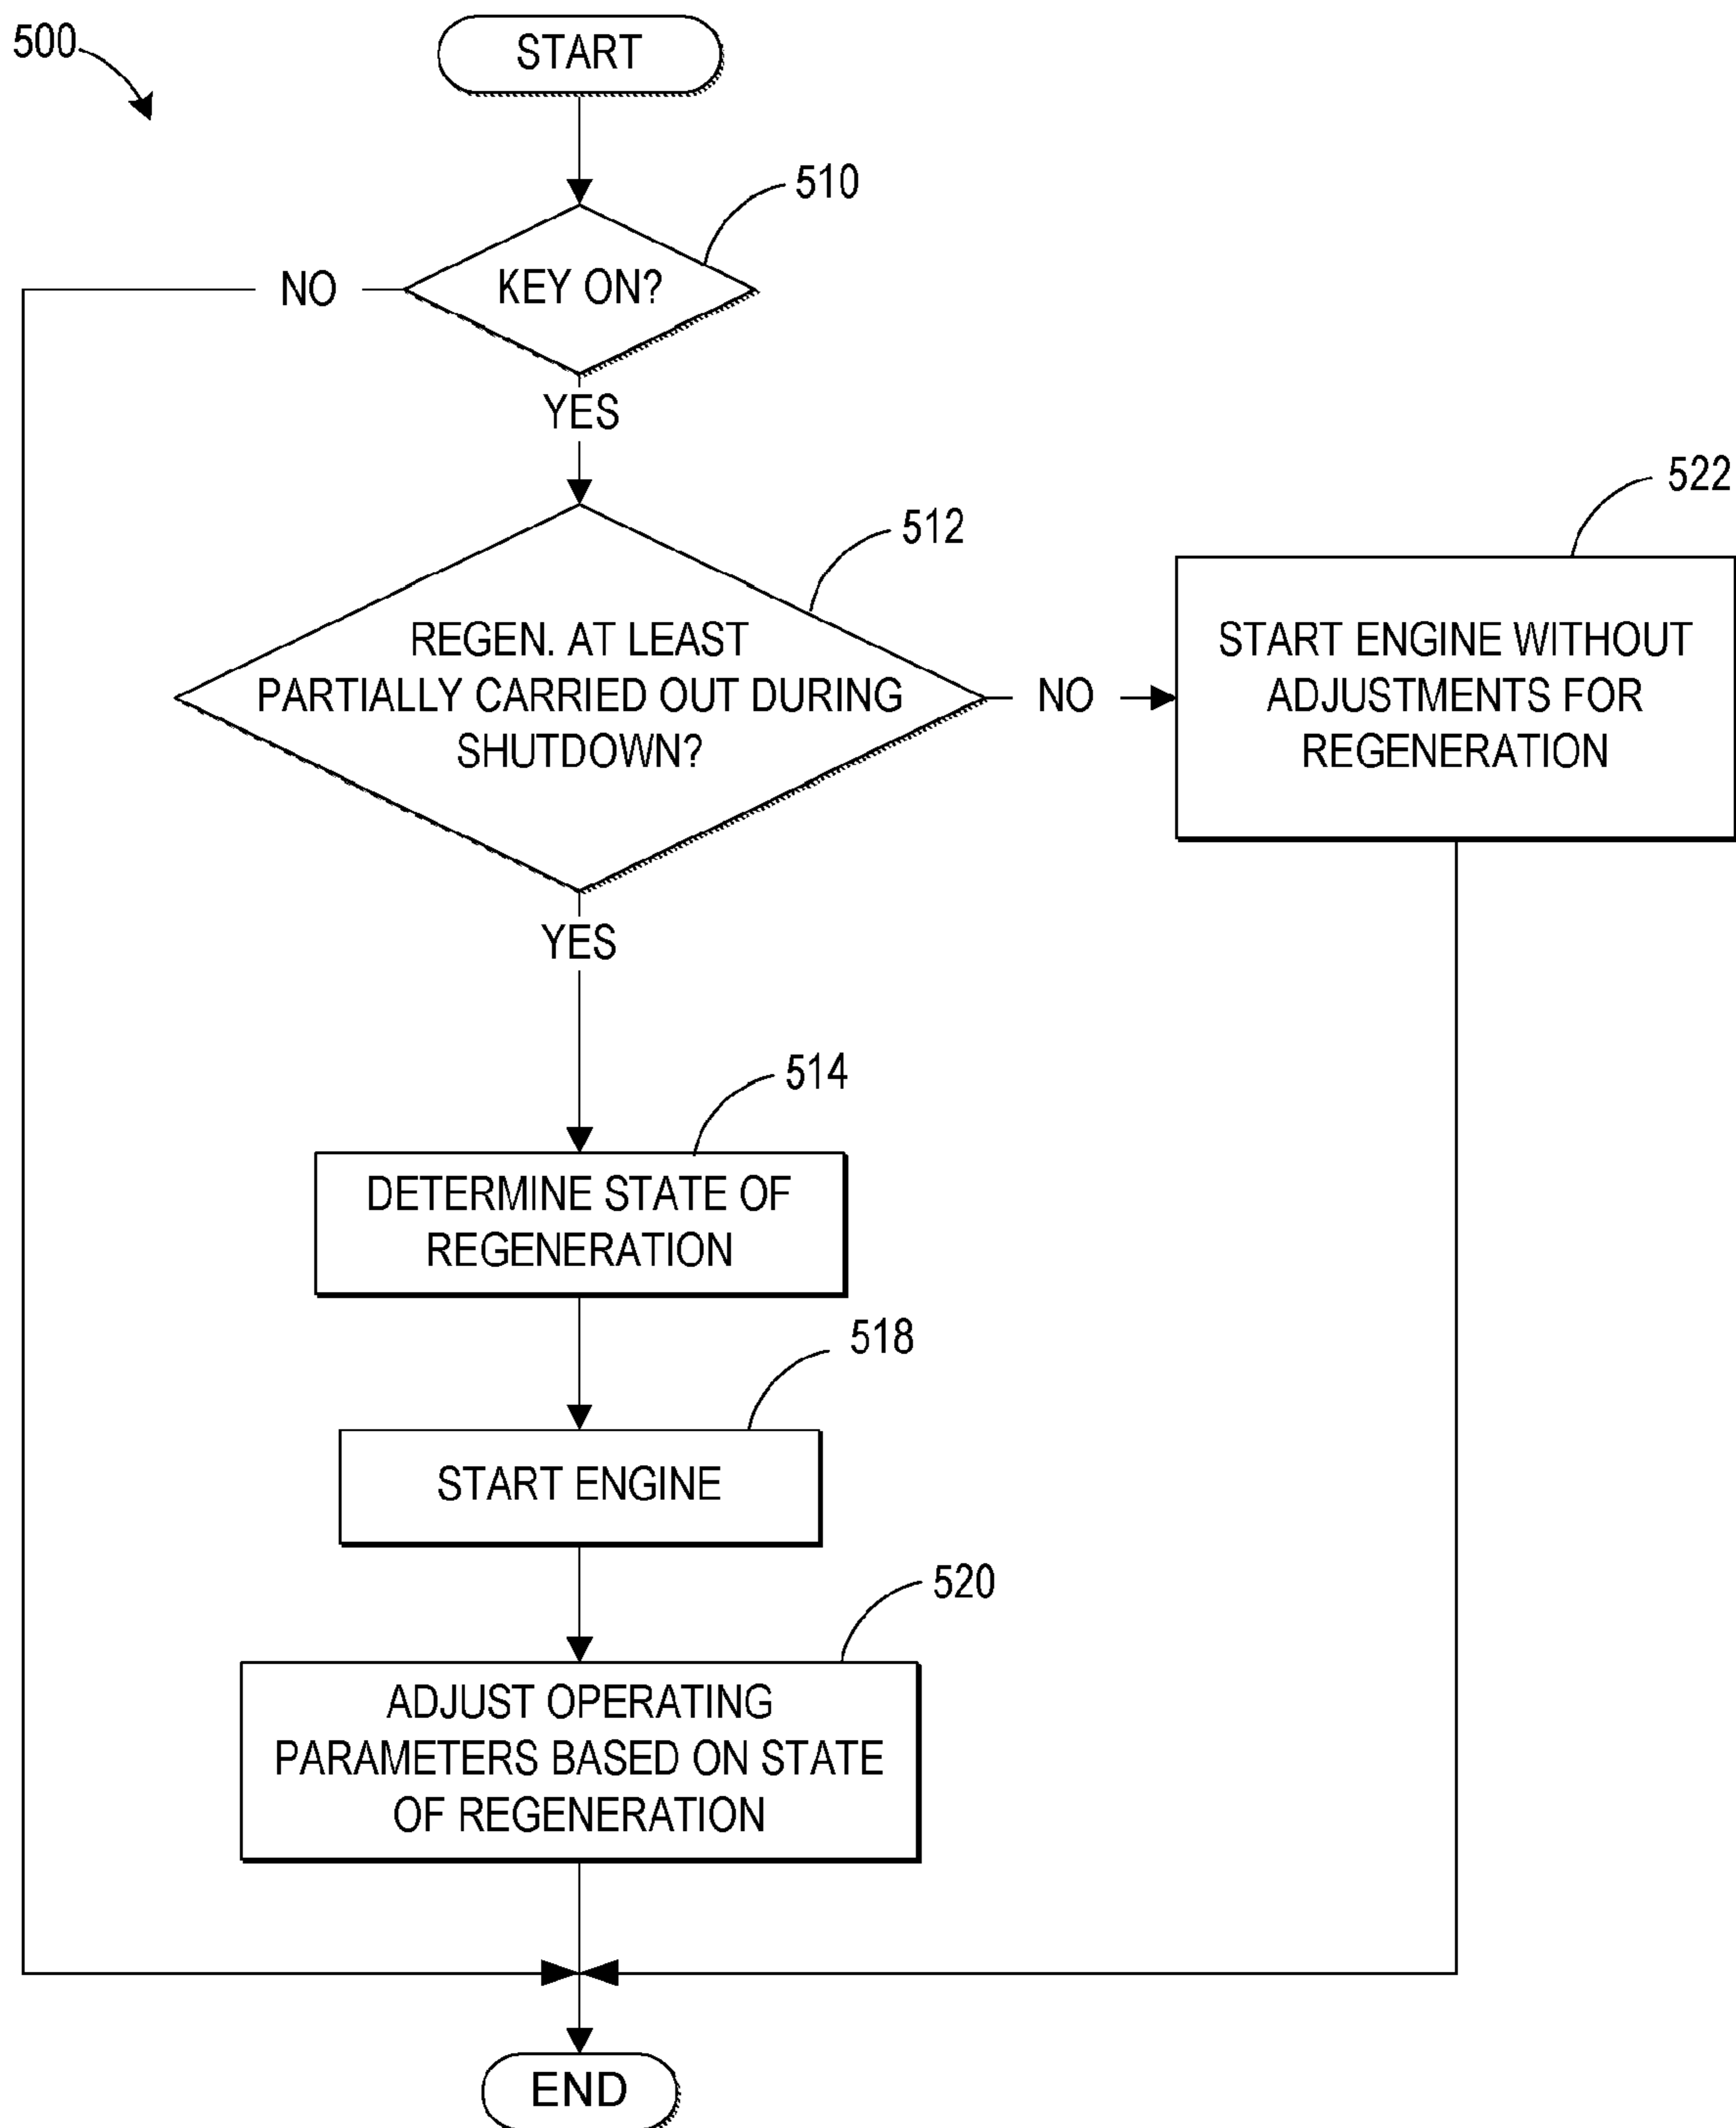 500
START
510
KEY ON?
NO
YES
512
REGEN. AT LEAST
PARTIALLY CARRIED OUT DURING
SHUTDOWN?
NO
522
START ENGINE WITHOUT
ADJUSTMENTS FOR
REGENERATION
YES
514
DETERMINE STATE OF
REGENERATION
518
START ENGINE
520
ADJUST OPERATING
PARAMETERS BASED ON STATE
OF REGENERATION
END